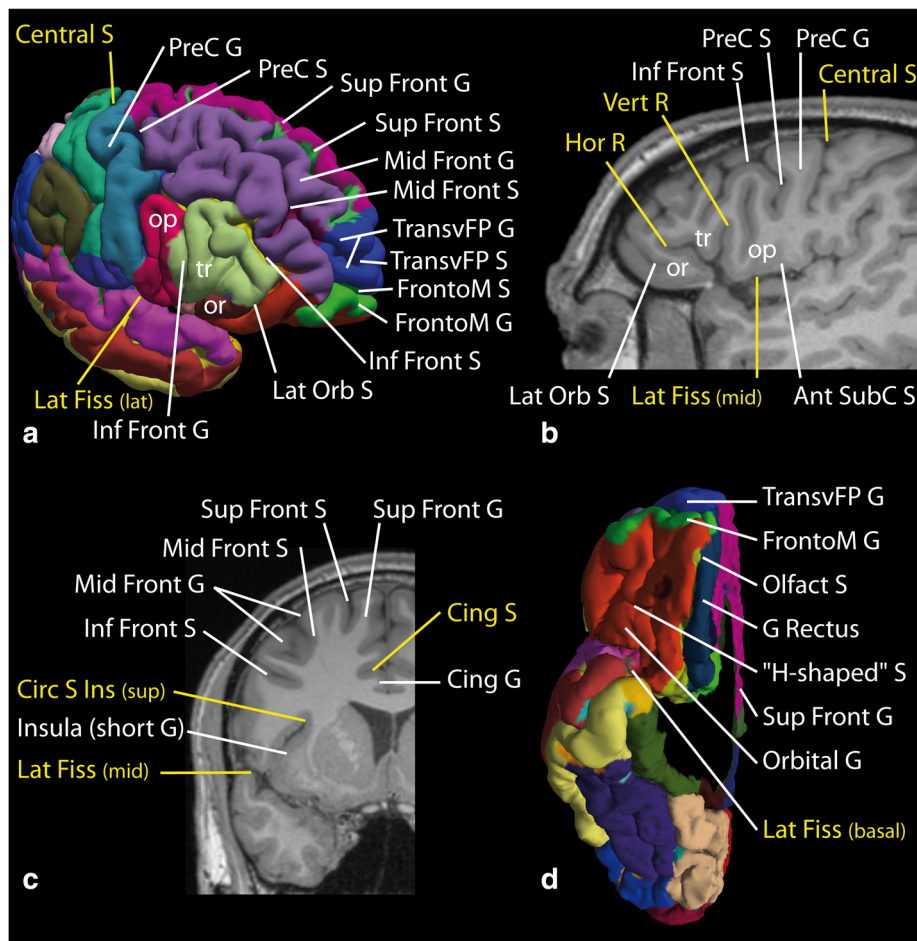 Central S
PreC G
PreC S
Sup Front G
Sup Front S
Mid Front G
Mid Front S
TransvFP G
TransvFP S
FrontoM S
FrontoM G
Inf Front S
Lat Orb S
op
tr
or
Lat Fiss (lat)
Inf Front G
a
PreC S
PreC G
Inf Front S
Central S
Vert R
Hor R
tr
or
op
Lat Orb S
Lat Fiss (mid)
Ant SubC S
b
Sup Front S
Sup Front G
Mid Front S
Mid Front G
Inf Front S
Cing S
Cing G
Circ S Ins (sup)
Insula (short G)
Lat Fiss (mid)
c
TransvFP G
FrontoM G
Olfact S
G Rectus
"H-shaped" S
Sup Front G
Orbital G
Lat Fiss (basal)
d